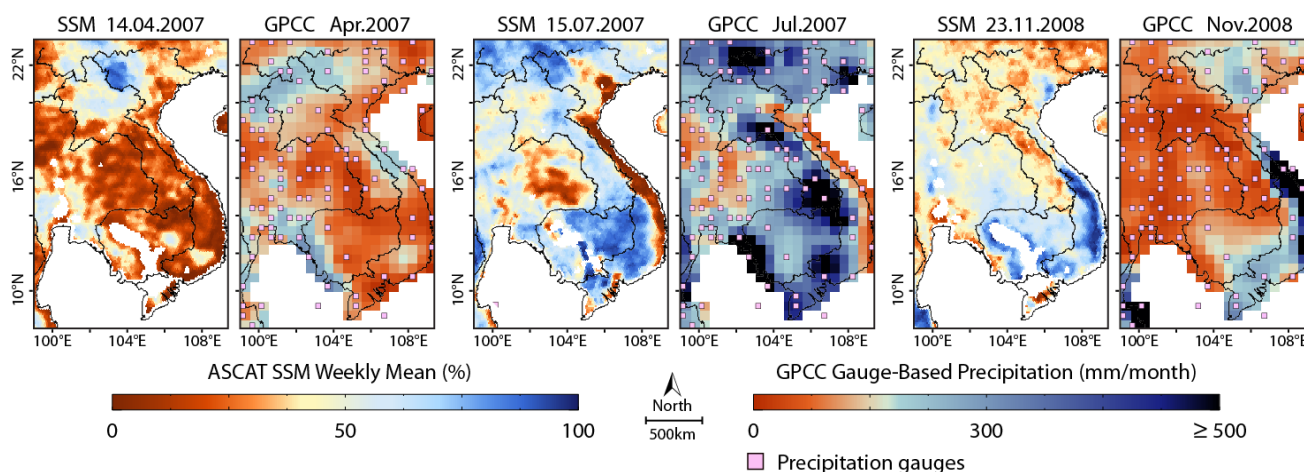 SSM 14.04.2007
GPCC Apr.2007
SSM 15.07.2007
GPCC Jul.2007
SSM 23.11.2008
GPCC Nov.2008
22°N
16°N
10°N
22°N
16°N
10°N
22°N
16°N
10°N
100°E 104°E 108°E
100°E 104°E 108°E
100°E 104°E 108°E
100°E 104°E 108°E
100°E 104°E 108°E
100°E 104°E 108°E
ASCAT SSM Weekly Mean (%)
0 50 100
North
500km
GPCC Gauge-Based Precipitation (mm/month)
0 300 ≥ 500
Precipitation gauges